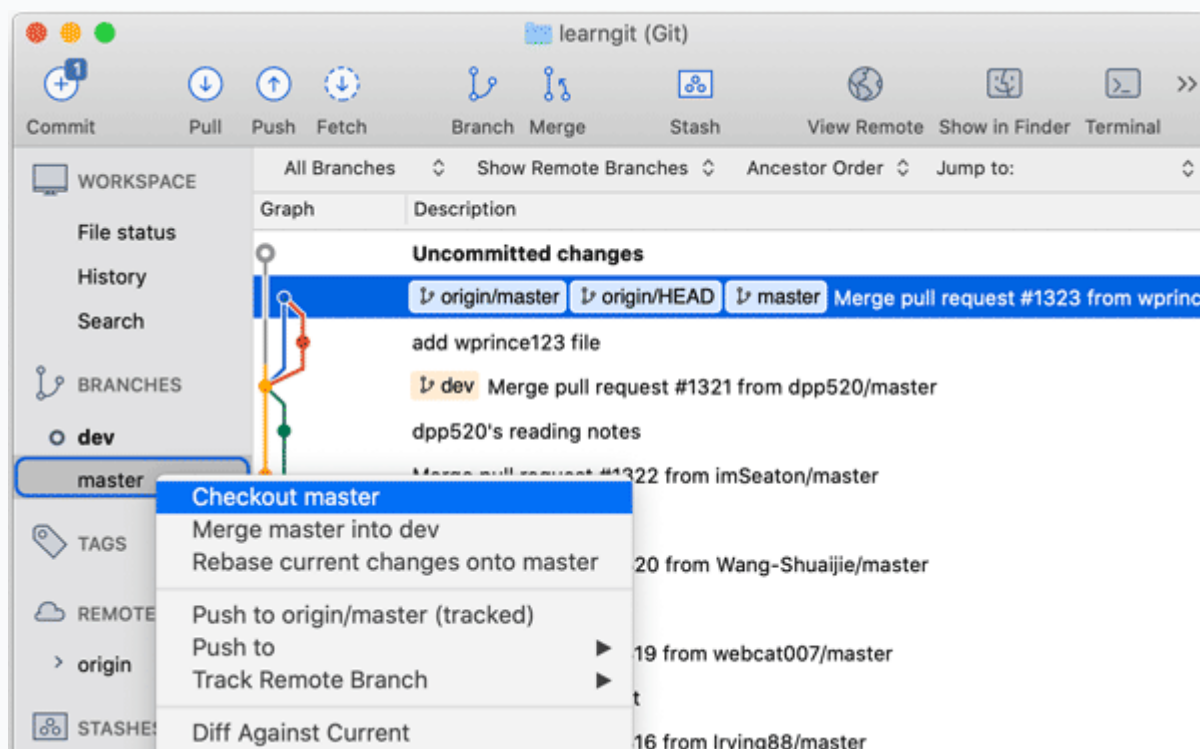 learngit (Git)
1
Commit Pull Push Fetch Branch Merge Stash View Remote Show in Finder Terminal
All Branches Show Remote Branches Ancestor Order Jump to:
WORKSPACE
File status
History
Search
BRANCHES
dev
master
TAGS
REMOTE
origin
STASHES
Graph Description
Uncommitted changes
origin/master origin/HEAD master Merge pull request #1323 from wprinc
add wprince123 file
dev Merge pull request #1321 from dpp520/master
dpp520's reading notes
Merge pull request #1322 from imSeaton/master
20 from Wang-Shuaijie/master
19 from webcat007/master
t
16 from Irving88/master
Checkout master
Merge master into dev
Rebase current changes onto master
Push to origin/master (tracked)
Push to
Track Remote Branch
Diff Against Current